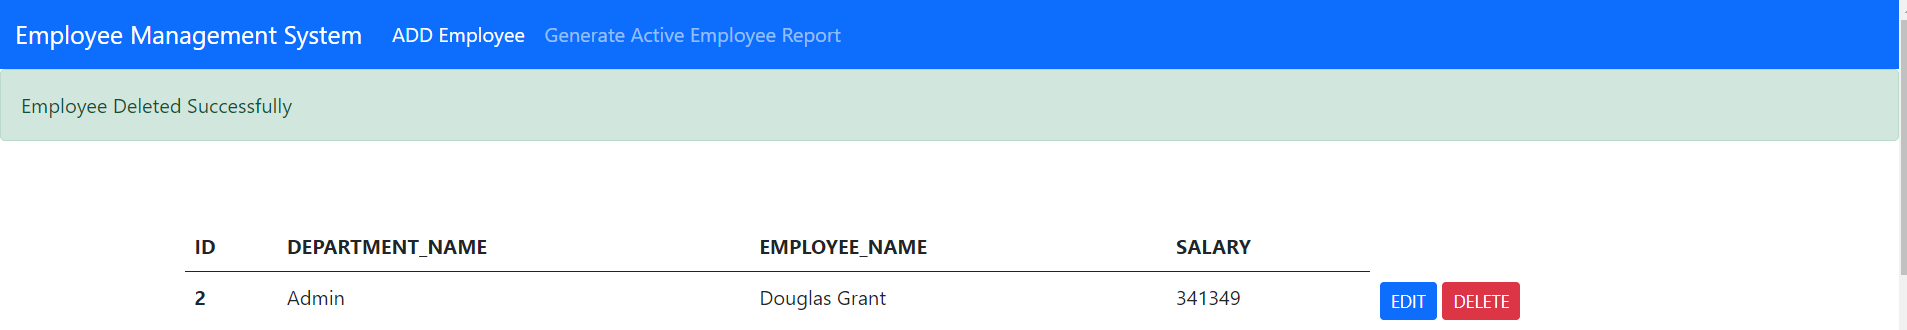 Employee Management System ADD Employee Generate Active Employee Report
Employee Deleted Successfully
ID DEPARTMENT_NAME EMPLOYEE_NAME SALARY
2 Admin Douglas Grant 341349 EDIT DELETE